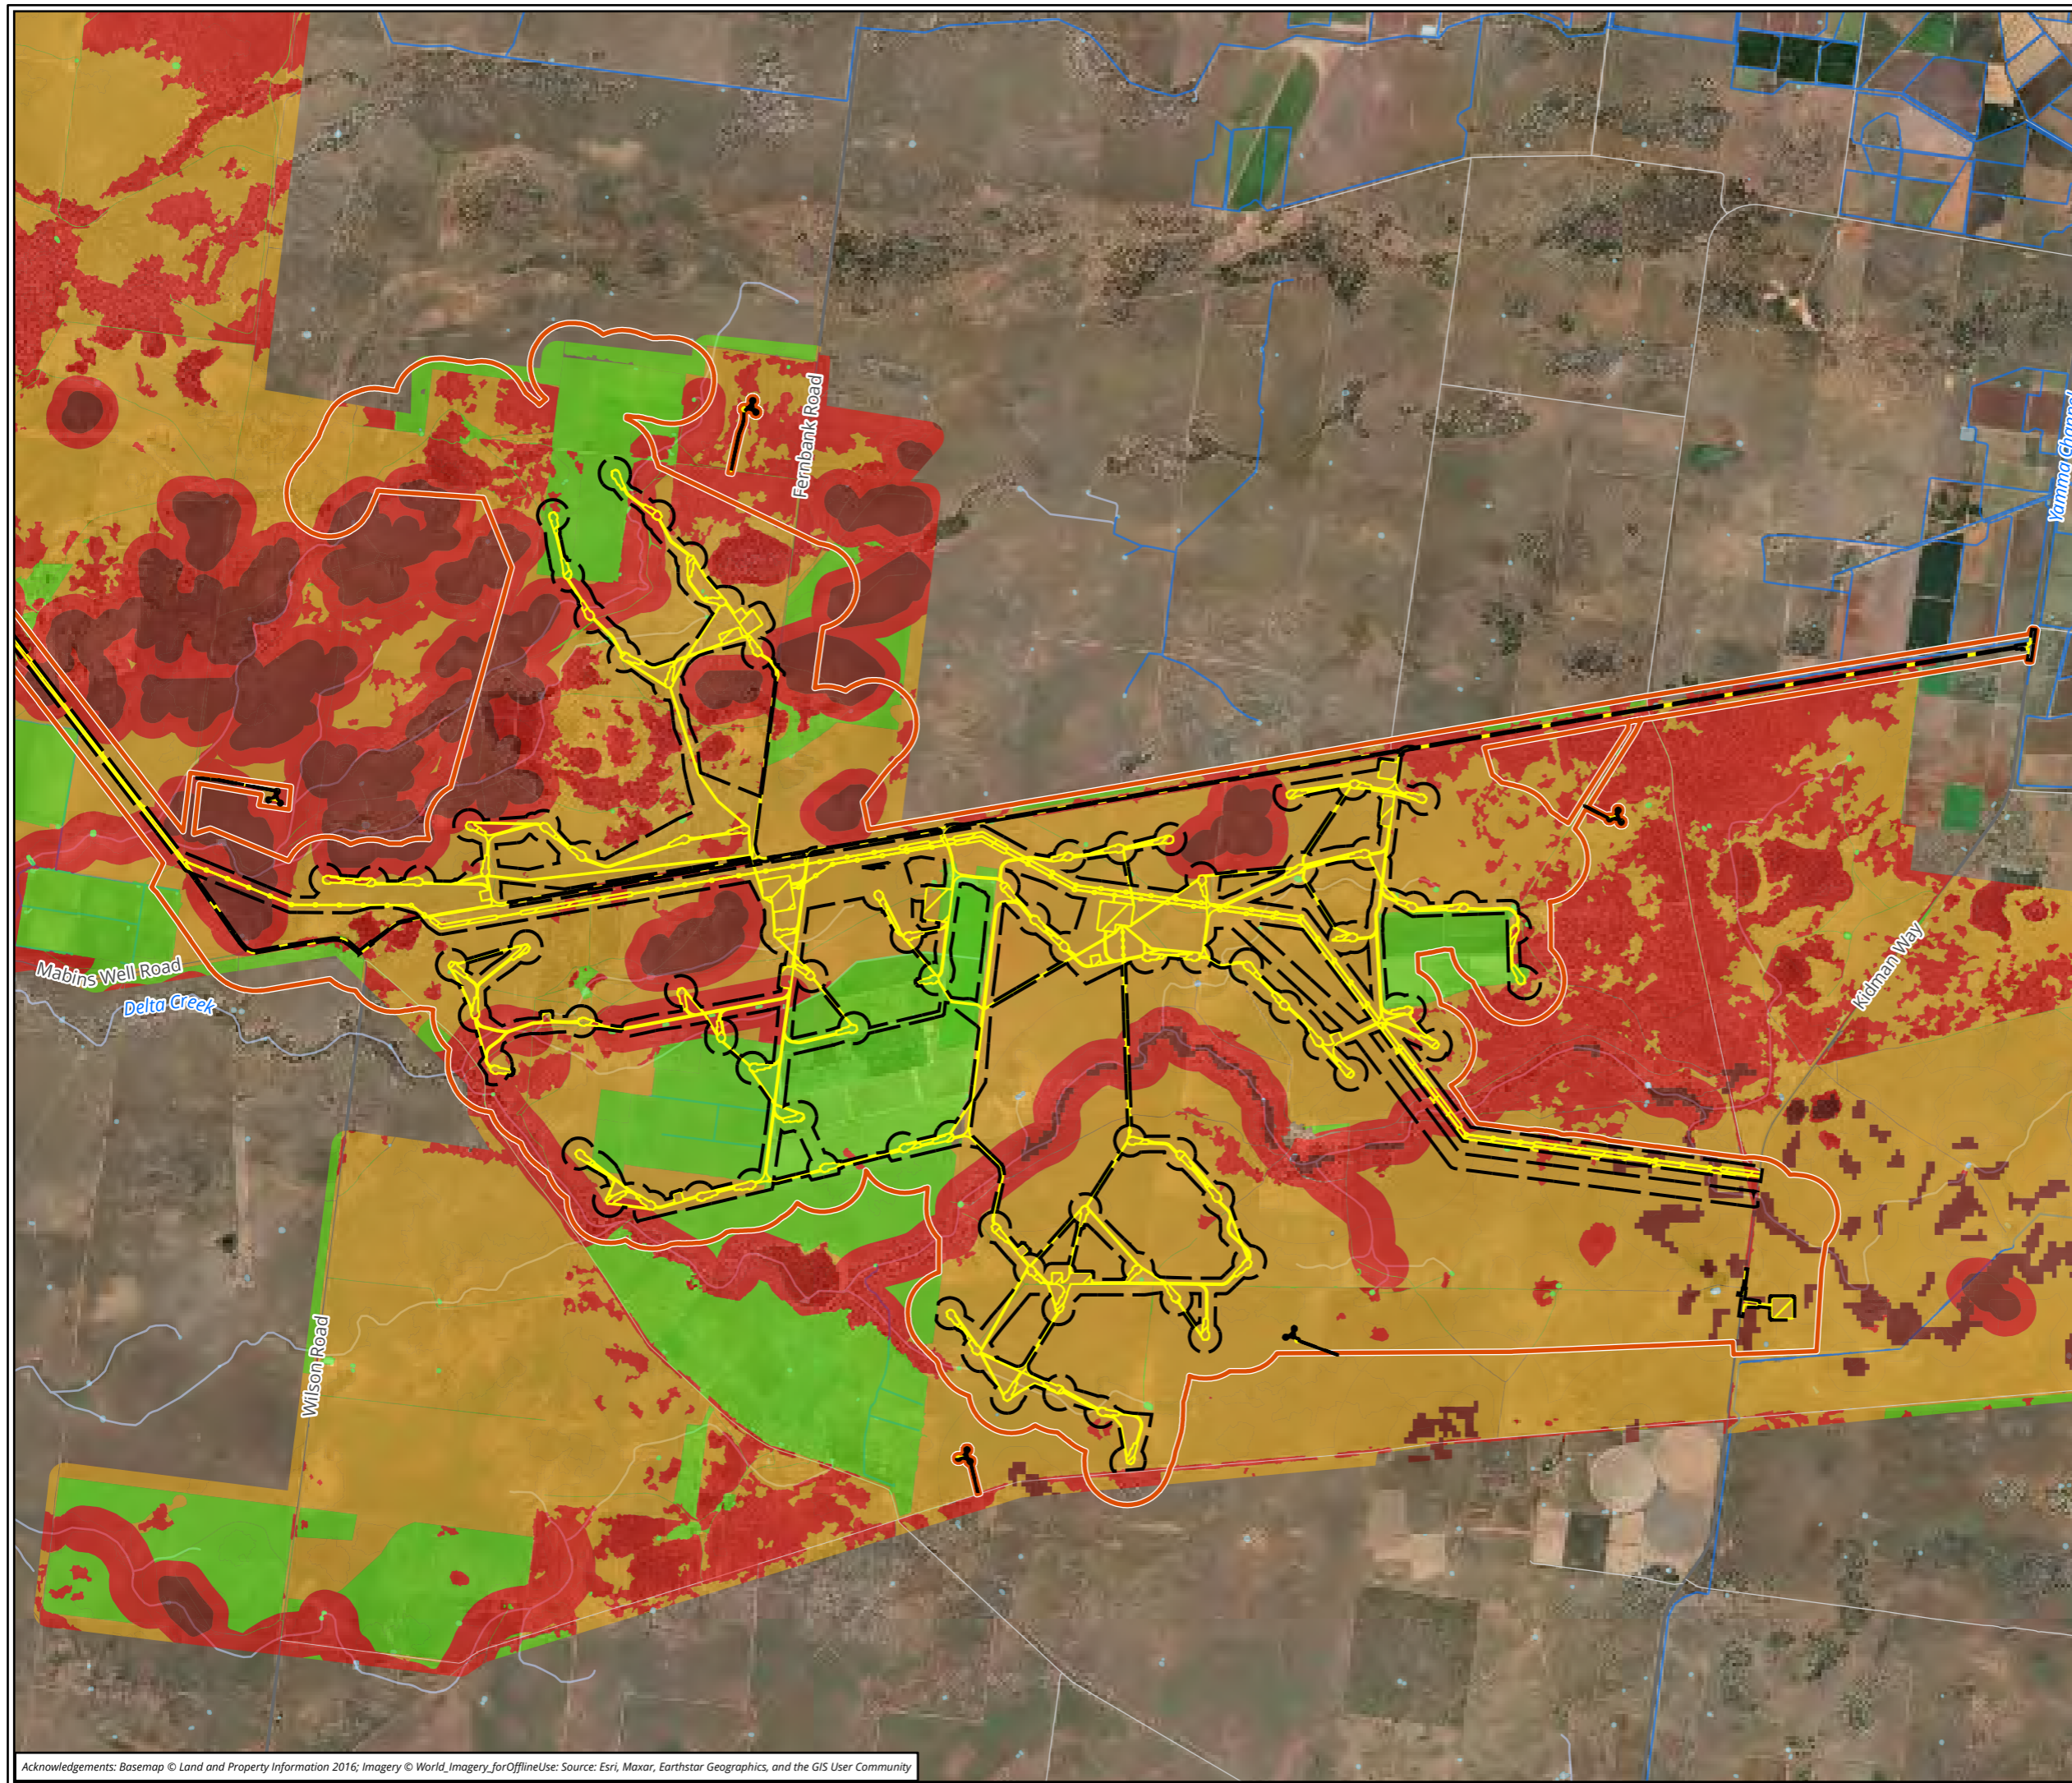 Fernbank Road
Yamma Channel
Mabins Well Road
Delta Creek
Kidman Way
Wilson Road
Acknowledgements: Basemap © Land and Property Information 2016; Imagery © World_Imagery_forOfflineUse: Source: Esri, Maxar, Earthstar Geographics, and the GIS User Community